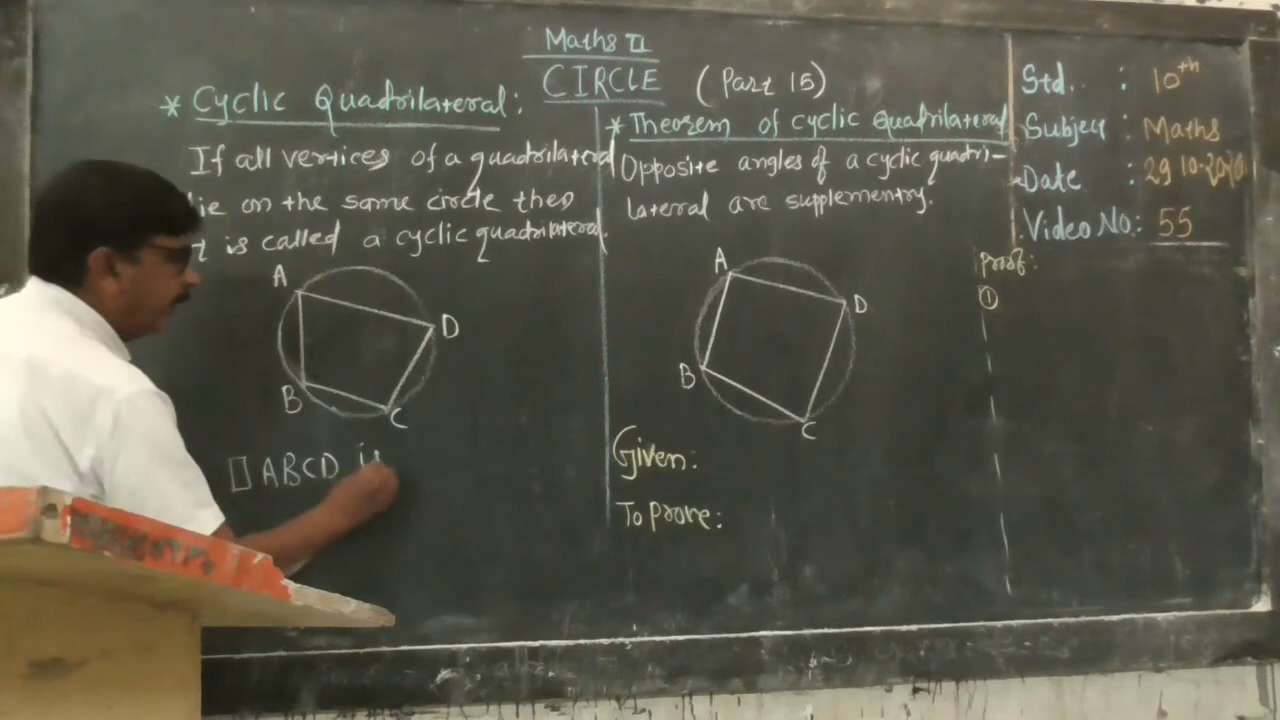 Maths II
CIRCLE (Part 15)
* Cyclic Quadrilateral:
If all vertices of a quadrilateral
lie on the same circle then
it is called a cyclic quadrilateral.
A
D
B
C
□ ABCD is
* Theorem of cyclic Quadrilateral
Opposite angles of a cyclic quadri-
lateral are supplementry.
A
D
B
C
Given:
To prove:
Std. : 10th
Subject : Maths
Date : 29 10.2020
Video No.: 55
Proof:
①